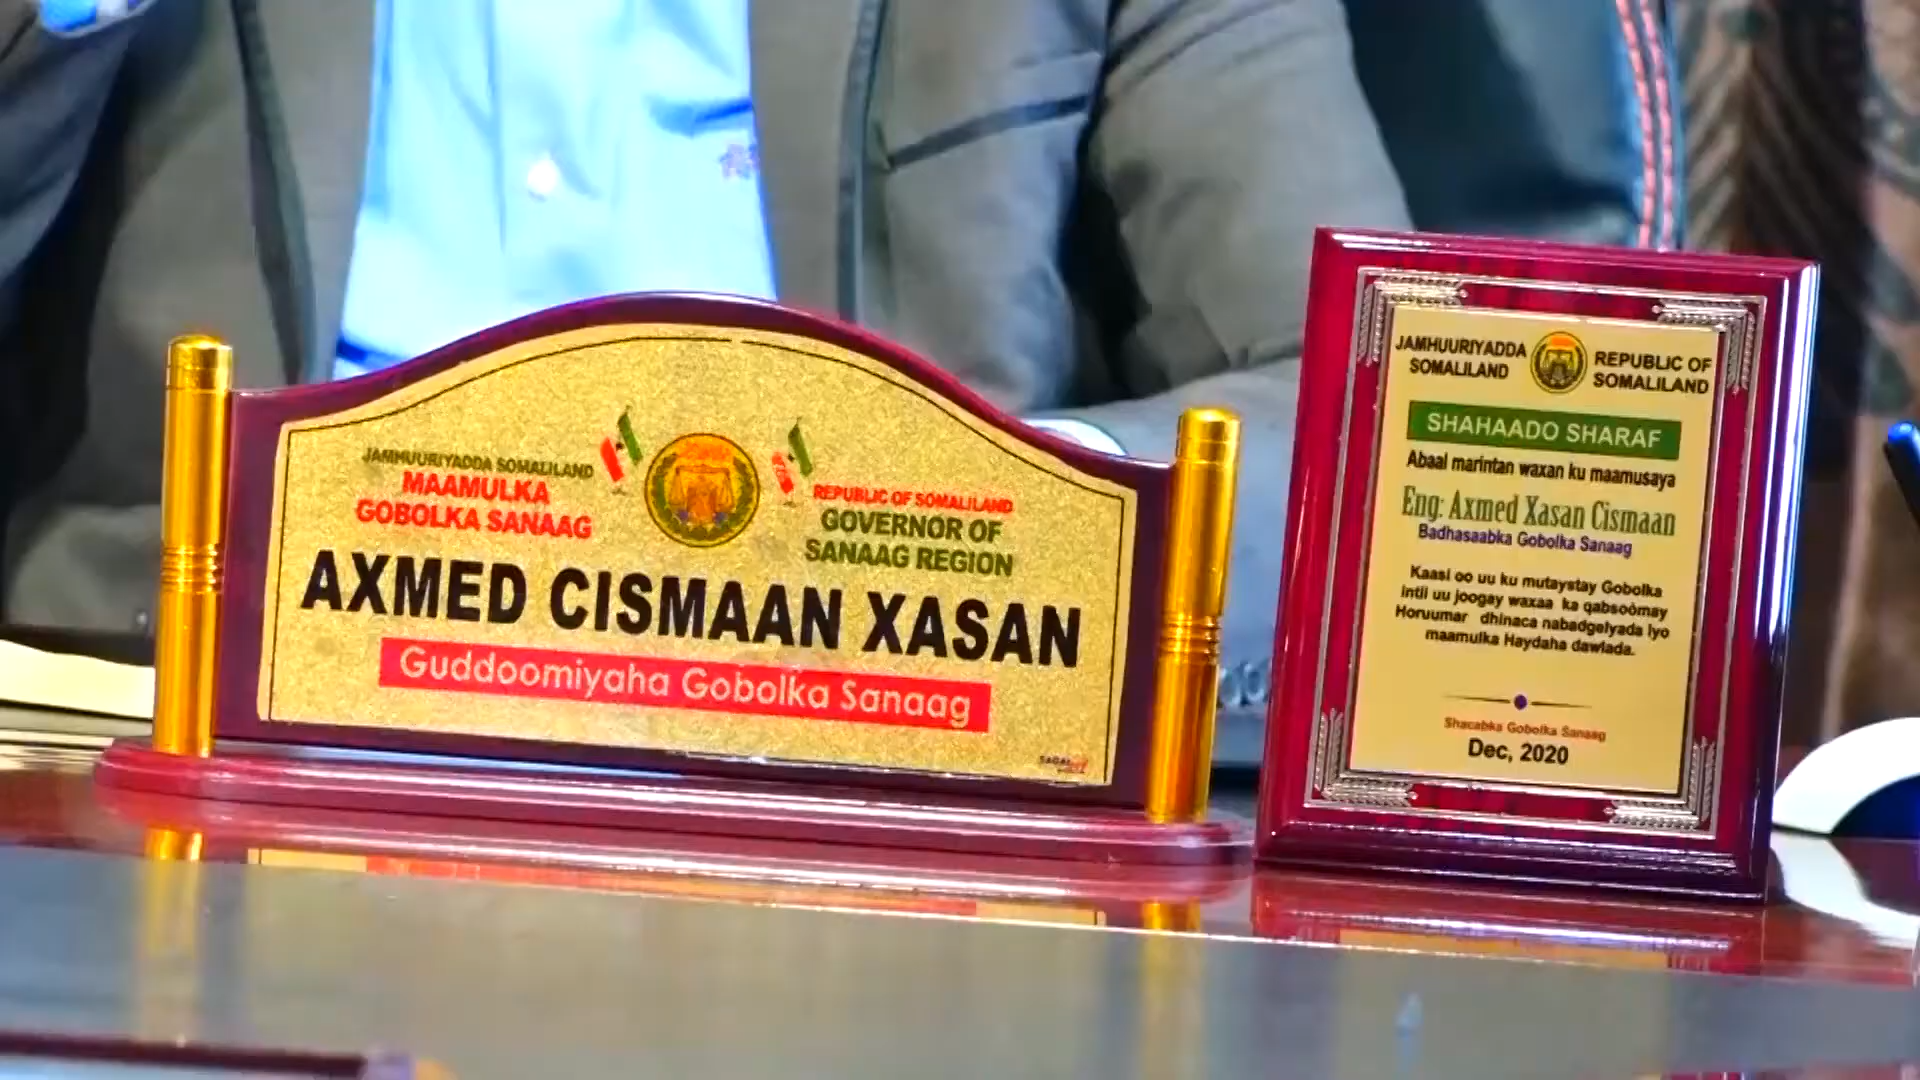 JAMHUURIYADDA SOMALILAND
MAAMULKA
GOBOLKA SANAAG
REPUBLIC OF SOMALILAND
GOVERNOR OF
SANAAG REGION
AXMED CISMAAN XASAN
Guddoomiyaha Gobolka Sanaag
JAMHUURIYADDA
SOMALILAND
REPUBLIC OF
SOMALILAND
SHAHAADO SHARAF
Abaal marintan waxan ku maamusaya
Eng: Axmed Xasan Cismaan
Badhasaabka Gobolka Sanaag
Kaasi oo uu ku mutaystay Gobolka
intii uu joogay waxaa ka qabsoomay
Horuumar dhinaca nabadgelyada iyo
maamulka Haydaha dawlada.
Shacabka Gobolka Sanaag
Dec, 2020